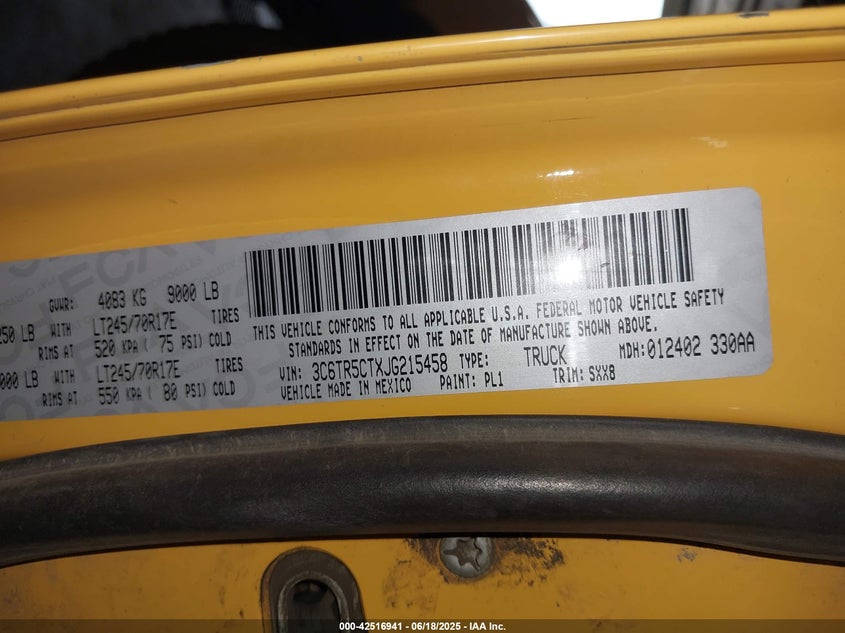 GVWR: 4083 KG 9000 LB
250 LB WITH LT245/70R17E TIRES
RIMS AT 520 KPA ( 75 PSI) COLD
000 LB WITH LT245/70R17E TIRES
RIMS AT 550 KPA ( 80 PSI) COLD
THIS VEHICLE CONFORMS TO ALL APPLICABLE U.S.A. FEDERAL MOTOR VEHICLE SAFETY
STANDARDS IN EFFECT ON THE DATE OF MANUFACTURE SHOWN ABOVE.
VIN: 3C6TR5CTXJG215458 TYPE: TRUCK MDH:012402 330AA
VEHICLE MADE IN MEXICO PAINT: PL1 TRIM: SXX8
000-42516941 - 06/18/2025 - IAA Inc.